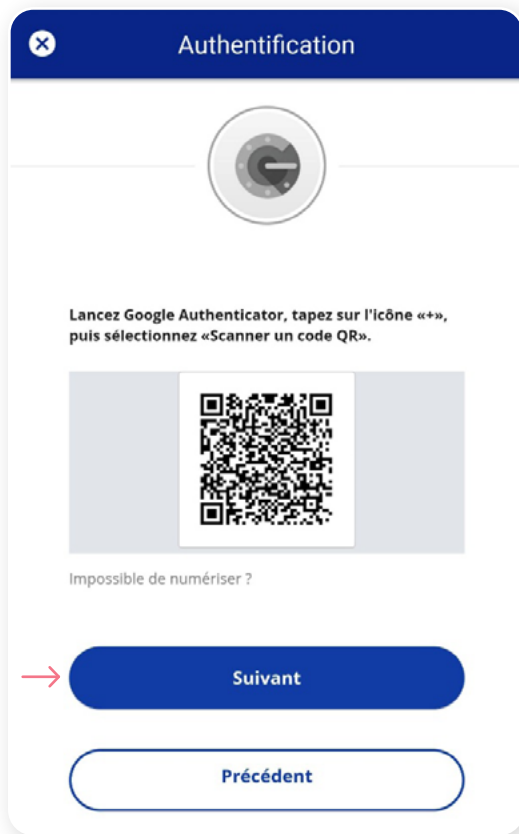 Authentification
Lancez Google Authenticator, tapez sur l'icône «+»,
puis sélectionnez «Scanner un code QR».
Impossible de numériser ?
Suivant
Précédent